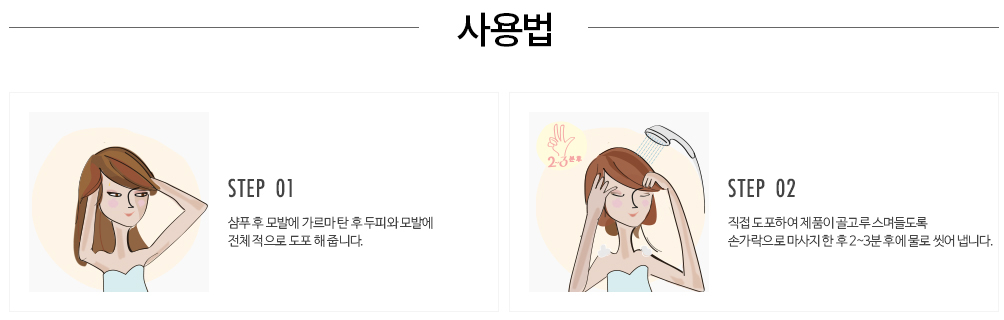 사용법
STEP 01
샴푸 후 모발에 가르마 탄 후 두피와 모발에
전체적으로 도포 해 줍니다.
2~3분 후
STEP 02
직접 도포하여 제품이 골고루 스며들도록
손가락으로 마사지 한 후 2~3분 후에 물로 씻어 냅니다.